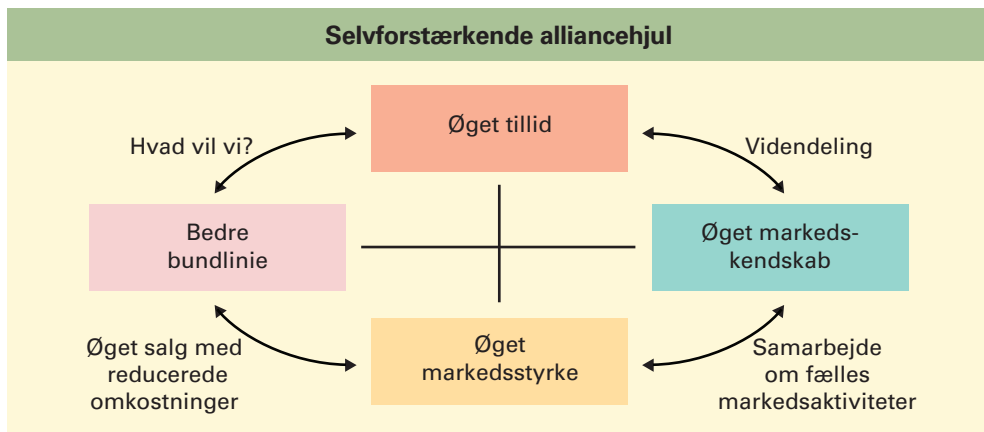 Selvforstærkende alliancehjul
Øget tillid
Hvad vil vi?
Videndeling
Bedre
bundlinie
Øget markeds-
kendskab
Øget
markedsstyrke
Øget salg med
reducerede
omkostninger
Samarbejde
om fælles
markedsaktiviteter